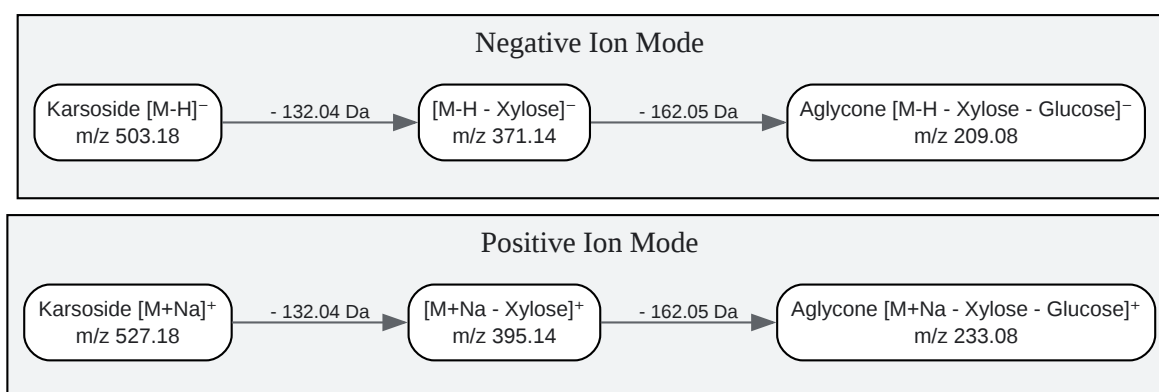 Negative Ion Mode
Karsoside [M-H]⁻
m/z 503.18
- 132.04 Da
[M-H - Xylose]⁻
m/z 371.14
- 162.05 Da
Aglycone [M-H - Xylose - Glucose]⁻
m/z 209.08
Positive Ion Mode
Karsoside [M+Na]⁺
m/z 527.18
- 132.04 Da
[M+Na - Xylose]⁺
m/z 395.14
- 162.05 Da
Aglycone [M+Na - Xylose - Glucose]⁺
m/z 233.08